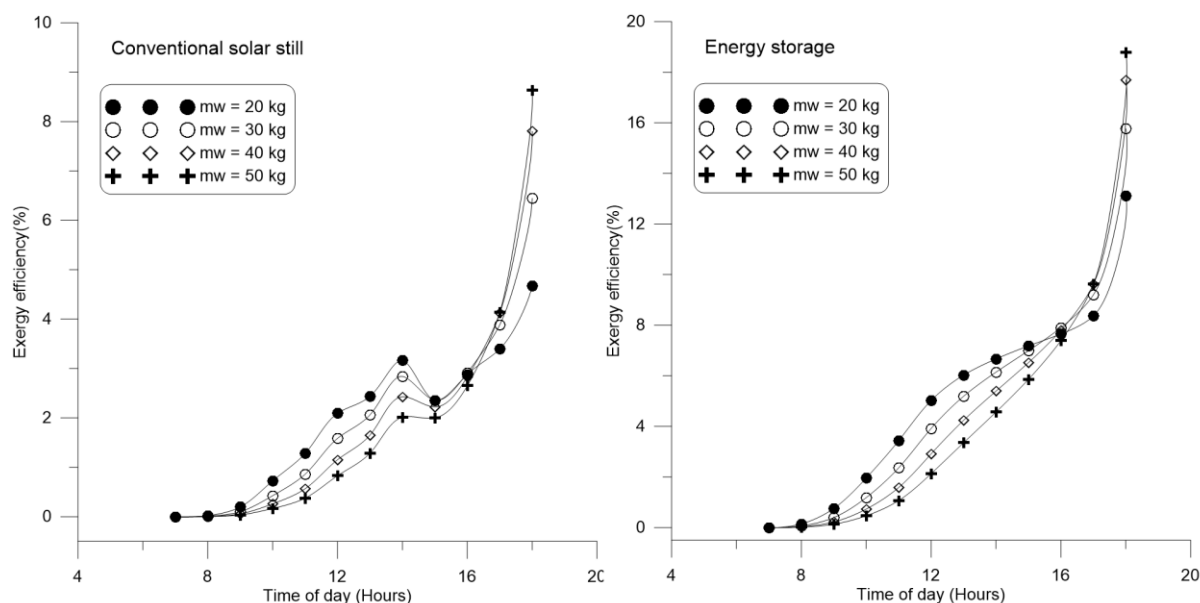 10
8
6
4
2
0
Exergy efficiency(%)
Conventional solar still
mw = 20 kg
mw = 30 kg
mw = 40 kg
mw = 50 kg
4
8
12
16
20
Time of day (Hours)
20
16
12
8
4
0
Exergy efficiency(%)
Energy storage
mw = 20 kg
mw = 30 kg
mw = 40 kg
mw = 50 kg
4
8
12
16
20
Time of day (Hours)